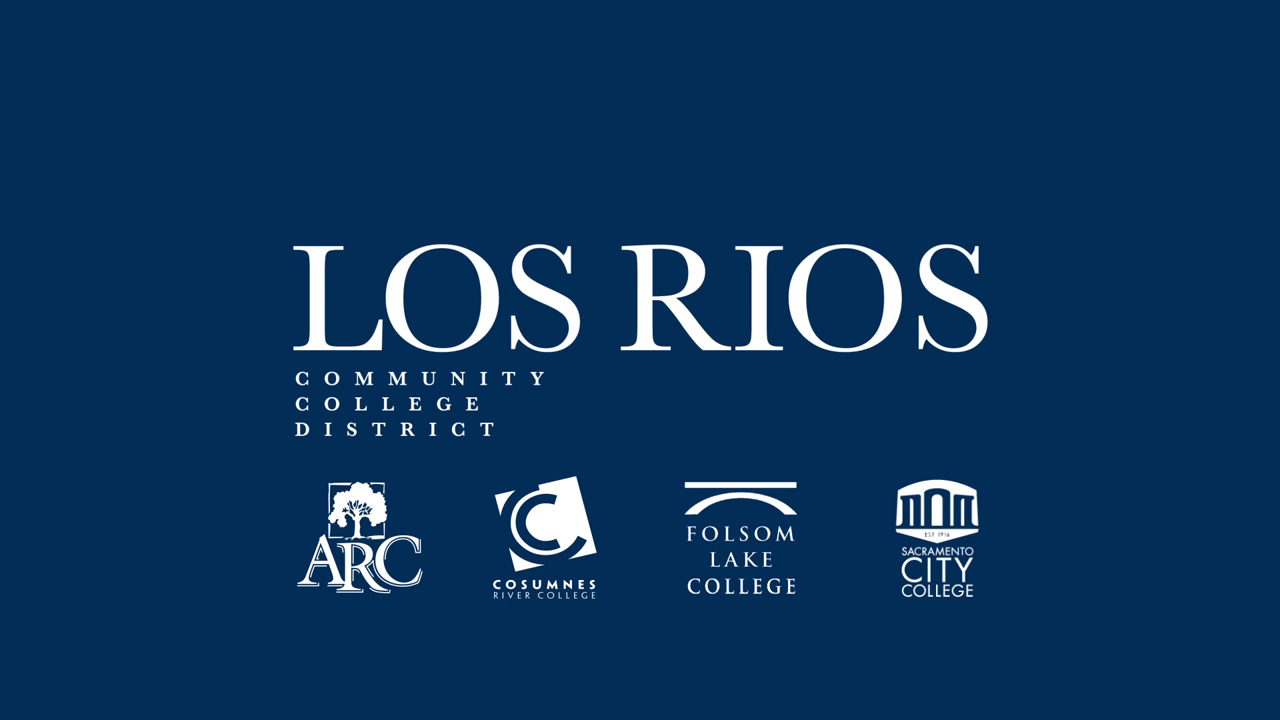 LOS RIOS
COMMUNITY
COLLEGE
DISTRICT
ARC
COSUMNES
RIVER COLLEGE
FOLSOM
LAKE
COLLEGE
EST. 1916
SACRAMENTO
CITY
COLLEGE